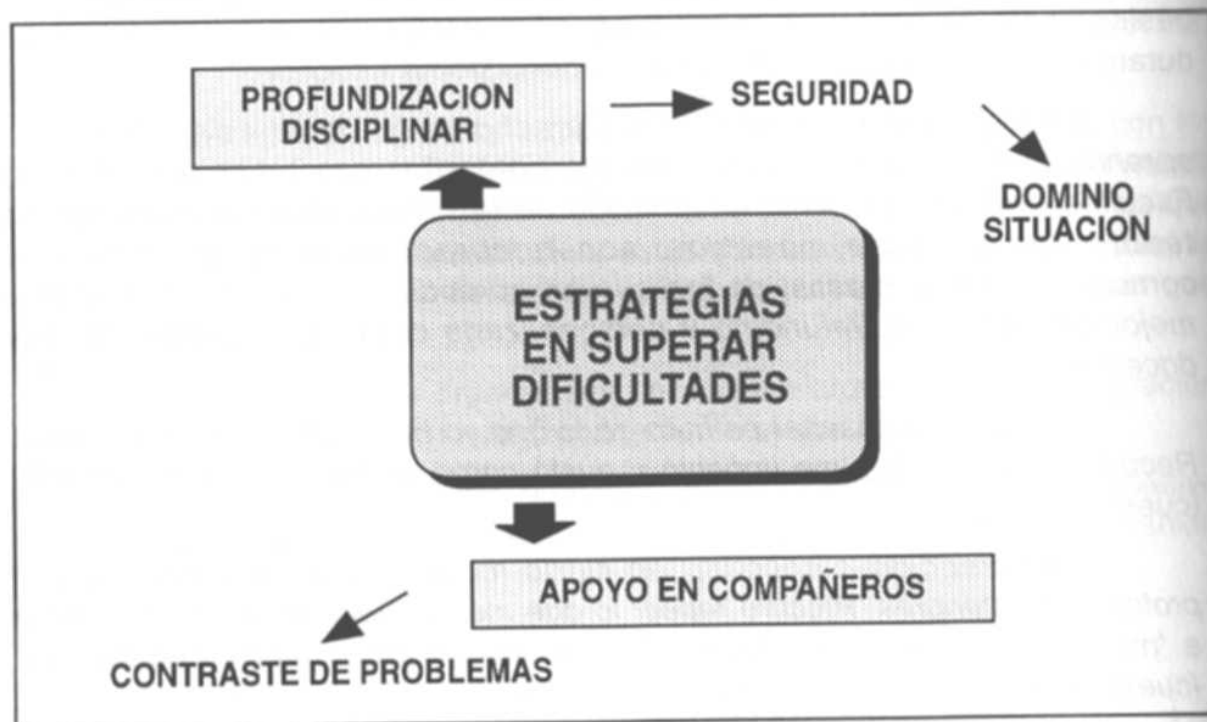 PROFUNDIZACION
DISCIPLINAR
SEGURIDAD
DOMINIO
SITUACION
ESTRATEGIAS
EN SUPERAR
DIFICULTADES
APOYO EN COMPAÑEROS
CONTRASTE DE PROBLEMAS